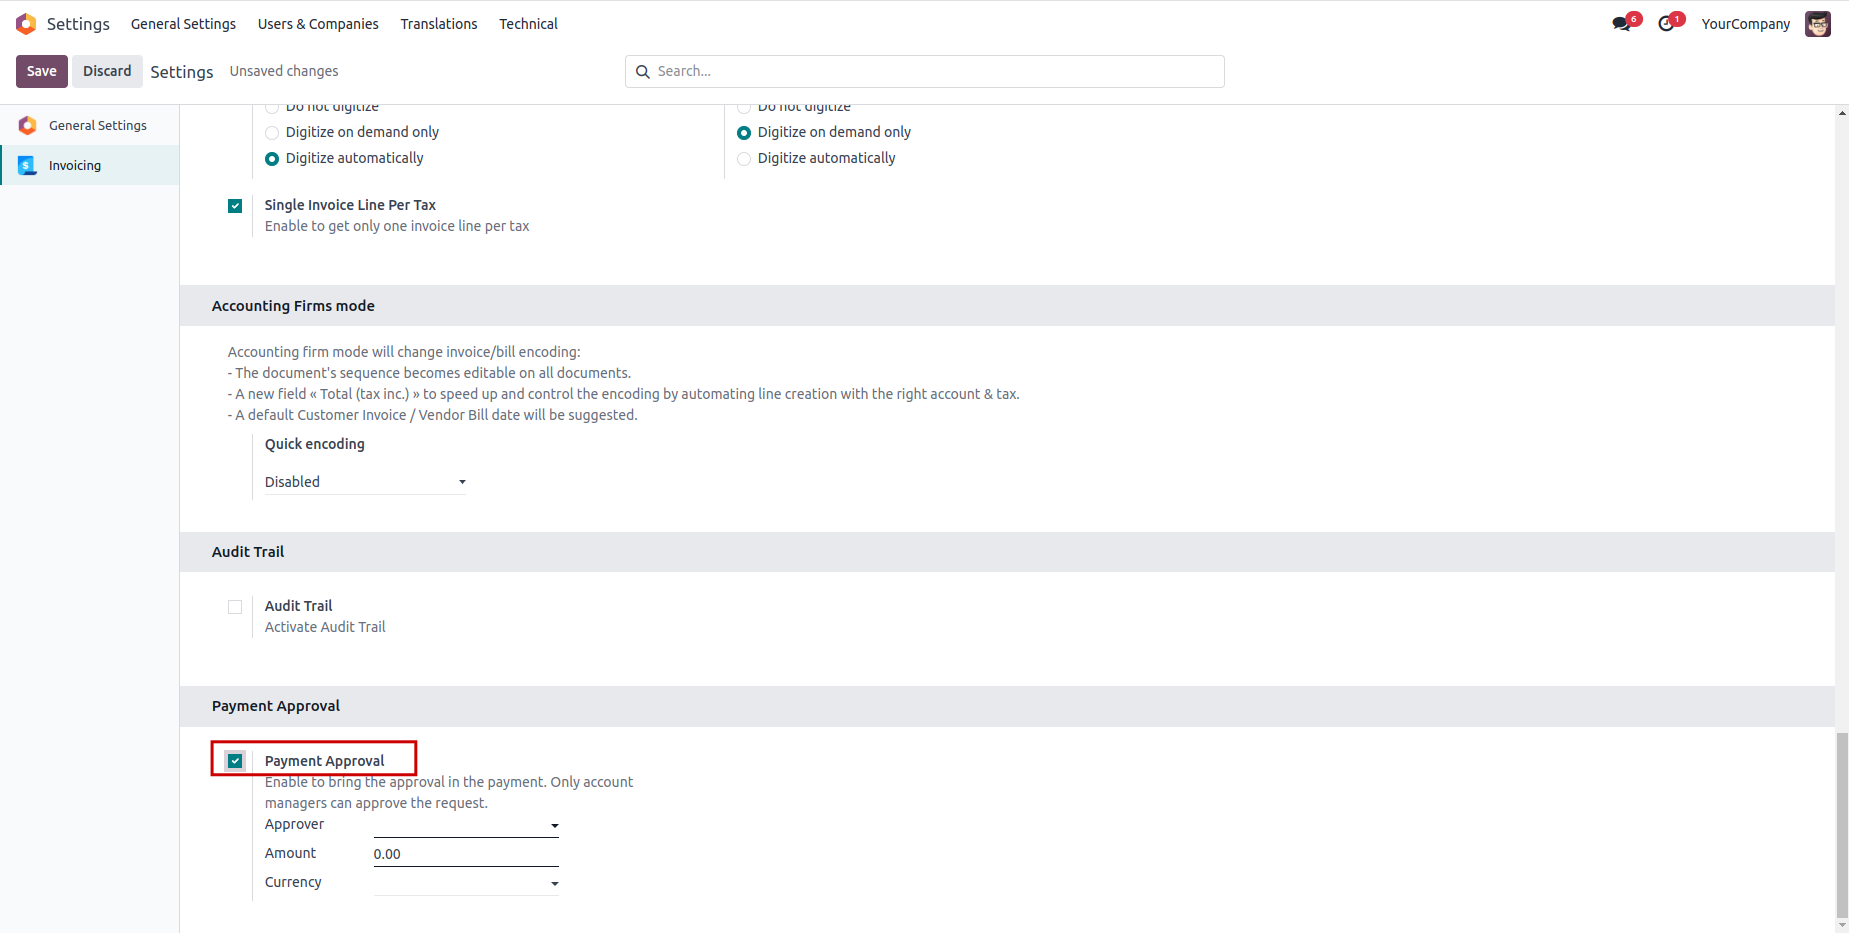 Settings General Settings Users & Companies Translations Technical 6 1 YourCompany
Save Discard Settings Unsaved changes Search...
General Settings
Invoicing
Do not digitize Do not digitize
Digitize on demand only Digitize on demand only
Digitize automatically Digitize automatically
Single Invoice Line Per Tax
Enable to get only one invoice line per tax
Accounting Firms mode
Accounting firm mode will change invoice/bill encoding:
- The document's sequence becomes editable on all documents.
- A new field « Total (tax inc.) » to speed up and control the encoding by automating line creation with the right account & tax.
- A default Customer Invoice / Vendor Bill date will be suggested.
Quick encoding
Disabled
Audit Trail
Audit Trail
Activate Audit Trail
Payment Approval
Payment Approval
Enable to bring the approval in the payment. Only account
managers can approve the request.
Approver
Amount 0.00
Currency